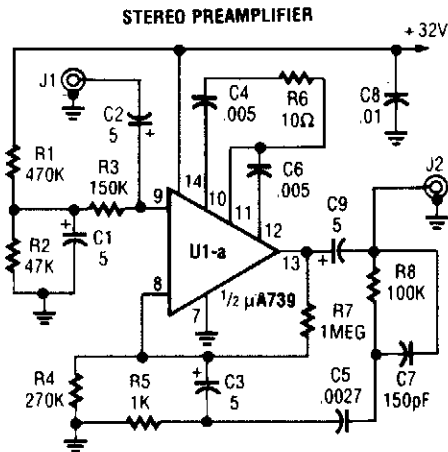 STEREO PREAMPLIFIER
+ 32V
J1
C2
5
+
C4
.005
R6
10Ω
C8
.01
R1
470K
R3
150K
C6
.005
J2
9
14
10
11
12
R2
47K
+
C1
5
U1-a
13
C9
5
+
R8
100K
8
7
1/2 µA739
R7
1MEG
R4
270K
R5
1K
+
C3
5
C5
.0027
C7
150pF